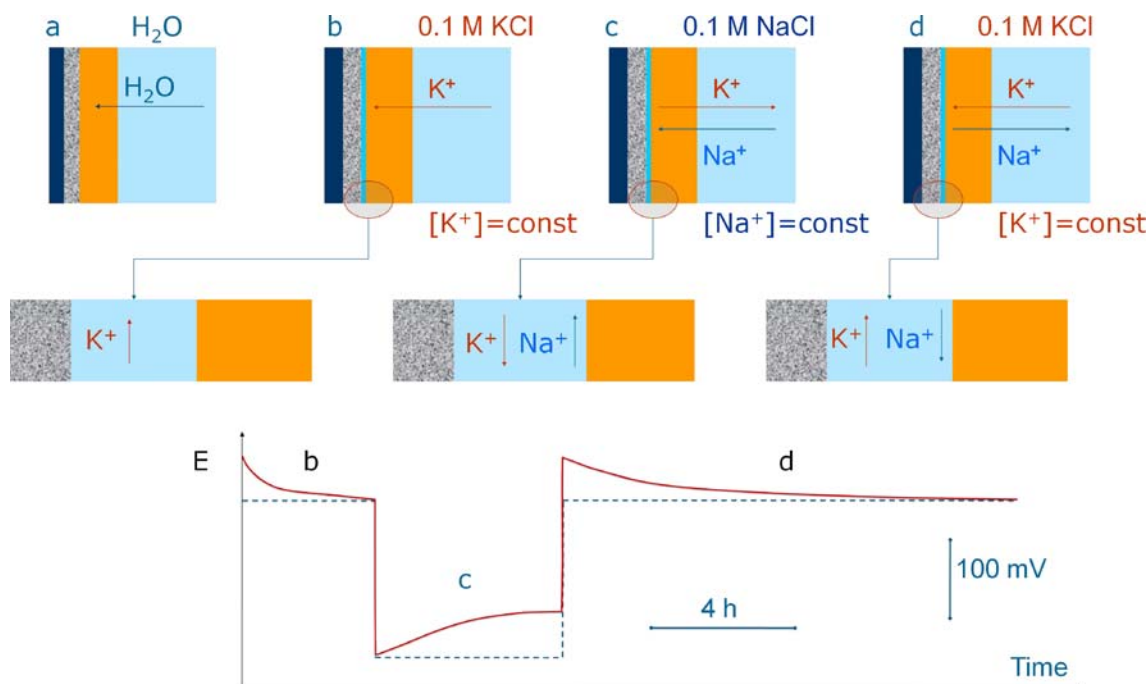 a H₂O
b 0.1 M KCl
c 0.1 M NaCl
d 0.1 M KCl
H₂O
K⁺
K⁺
Na⁺
K⁺
Na⁺
[K⁺]=const
[Na⁺]=const
[K⁺]=const
K⁺
K⁺ Na⁺
K⁺ Na⁺
E b d
c
100 mV
4 h
Time